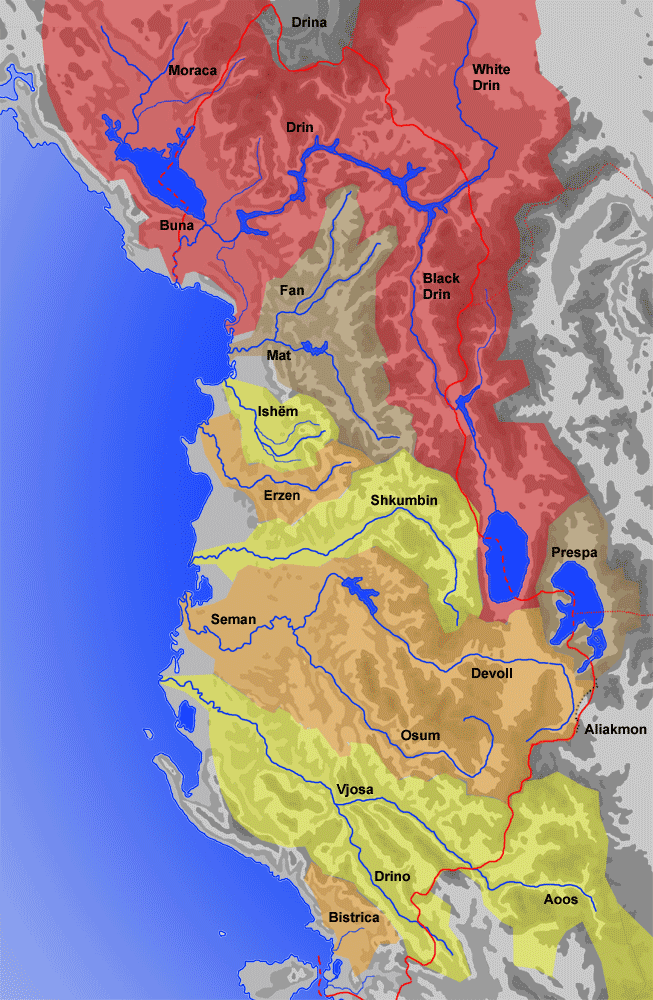 Drina
Moraca
White
Drin
Drin
Buna
Black
Drin
Fan
Mat
Ishëm
Erzen
Shkumbin
Prespa
Seman
Devoll
Osum
Aliakmon
Vjosa
Drino
Aoos
Bistrica